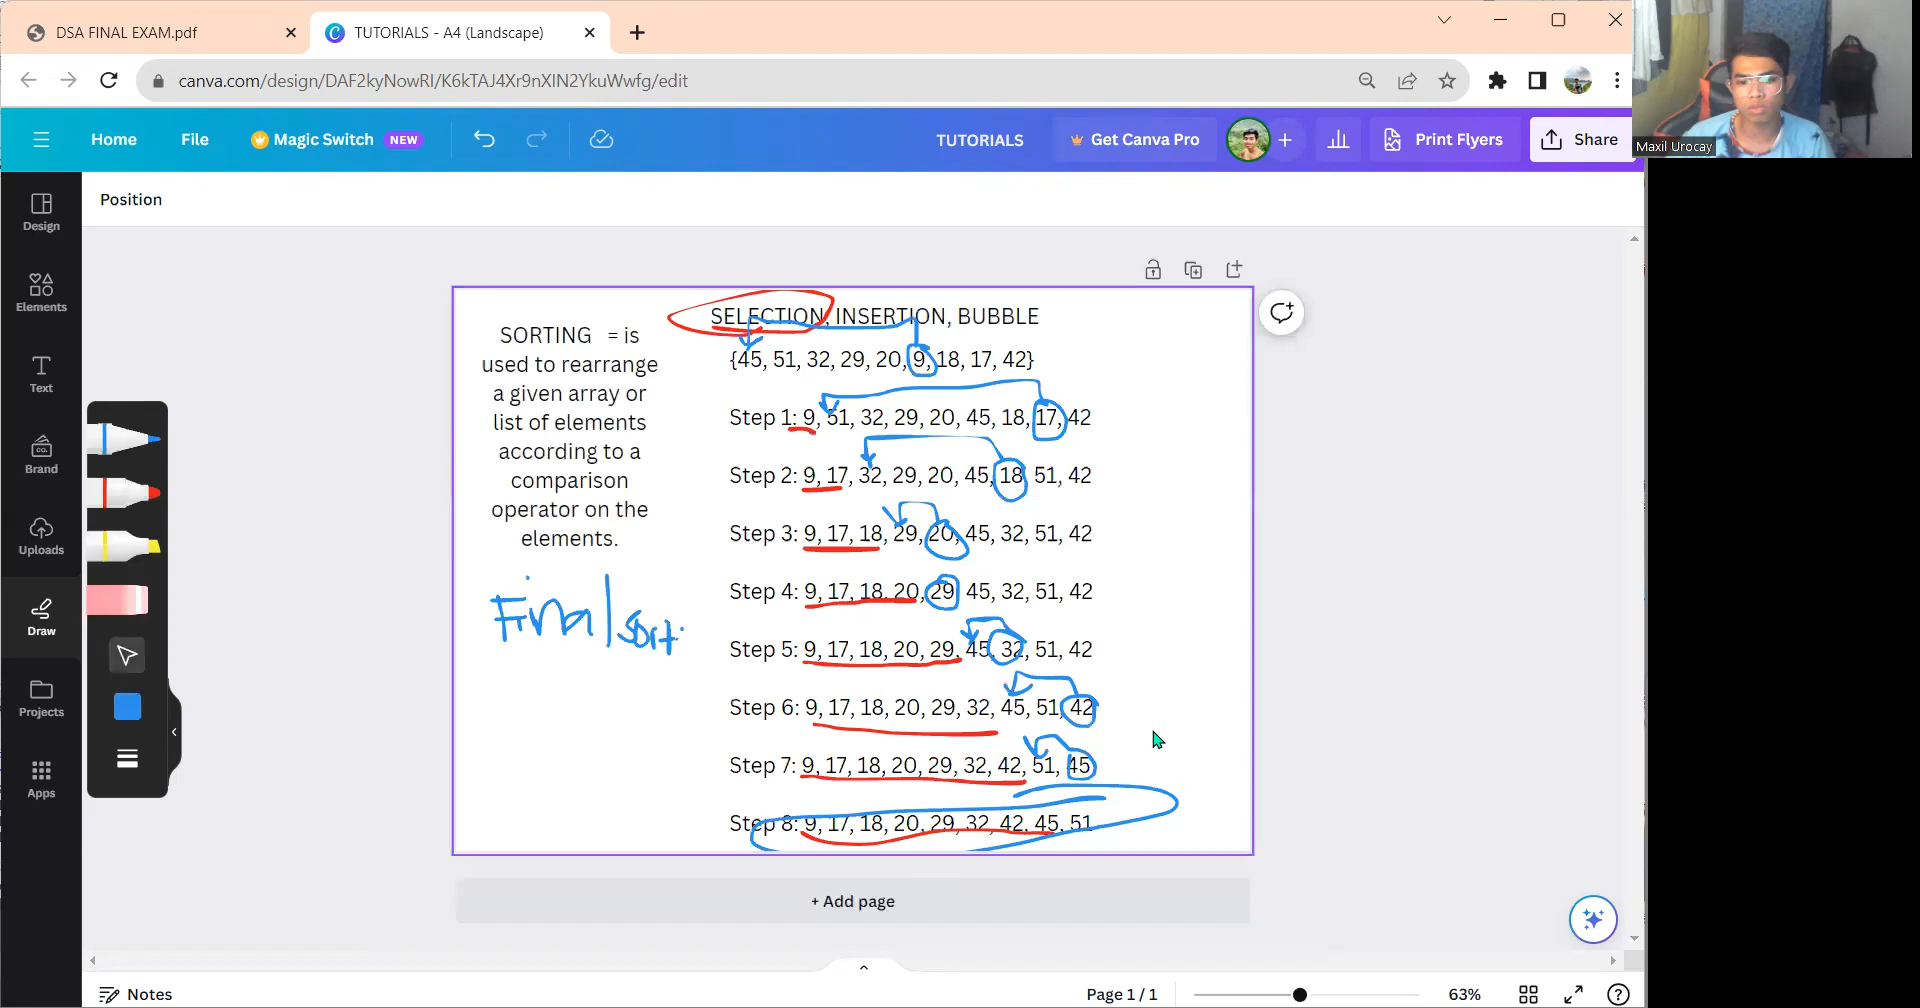 DSA FINAL EXAM.pdf
TUTORIALS - A4 (Landscape)
canva.com/design/DAF2kyNowRI/K6kTAJ4Xr9nXIN2YkuWwfg/edit
Home File Magic Switch NEW TUTORIALS Get Canva Pro Print Flyers Share
Maxil Urocay
Position
Design
Elements
Text
Brand
Uploads
Draw
Projects
Apps
SORTING = is
used to rearrange
a given array or
list of elements
according to a
comparison
operator on the
elements.
Final sort
SELECTION, INSERTION, BUBBLE
{45, 51, 32, 29, 20, 9, 18, 17, 42}
Step 1: 9, 51, 32, 29, 20, 45, 18, 17, 42
Step 2: 9, 17, 32, 29, 20, 45, 18, 51, 42
Step 3: 9, 17, 18, 29, 20, 45, 32, 51, 42
Step 4: 9, 17, 18, 20, 29, 45, 32, 51, 42
Step 5: 9, 17, 18, 20, 29, 45, 32, 51, 42
Step 6: 9, 17, 18, 20, 29, 32, 45, 51, 42
Step 7: 9, 17, 18, 20, 29, 32, 42, 51, 45
Step 8: 9, 17, 18, 20, 29, 32, 42, 45, 51
+ Add page
Notes
Page 1 / 1
63%